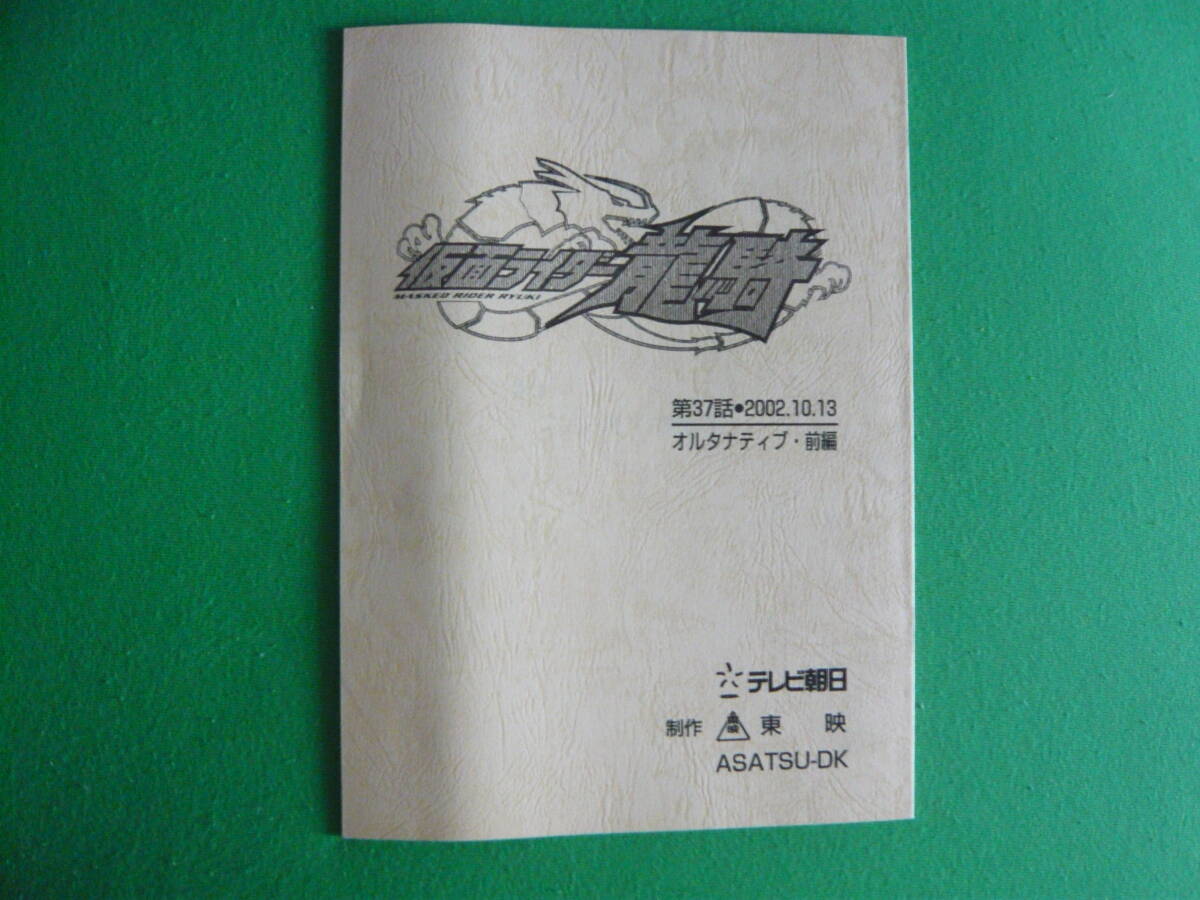 仮面ライダー龍騎
MASKED RIDER RYUKI
第37話●2002.10.13
オルタナティブ・前編
テレビ朝日
制作 東映
ASATSU-DK